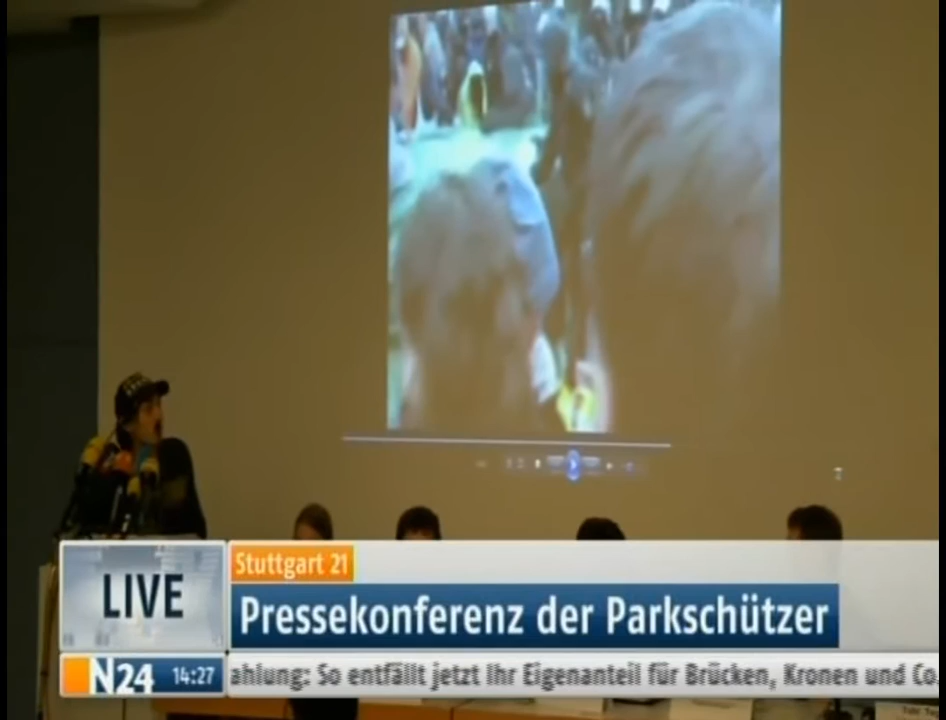 Stuttgart 21
LIVE
Pressekonferenz der Parkschützer
N24 14:27
ahlung: So entfällt jetzt Ihr Eigenanteil für Brücken, Kronen und Co.